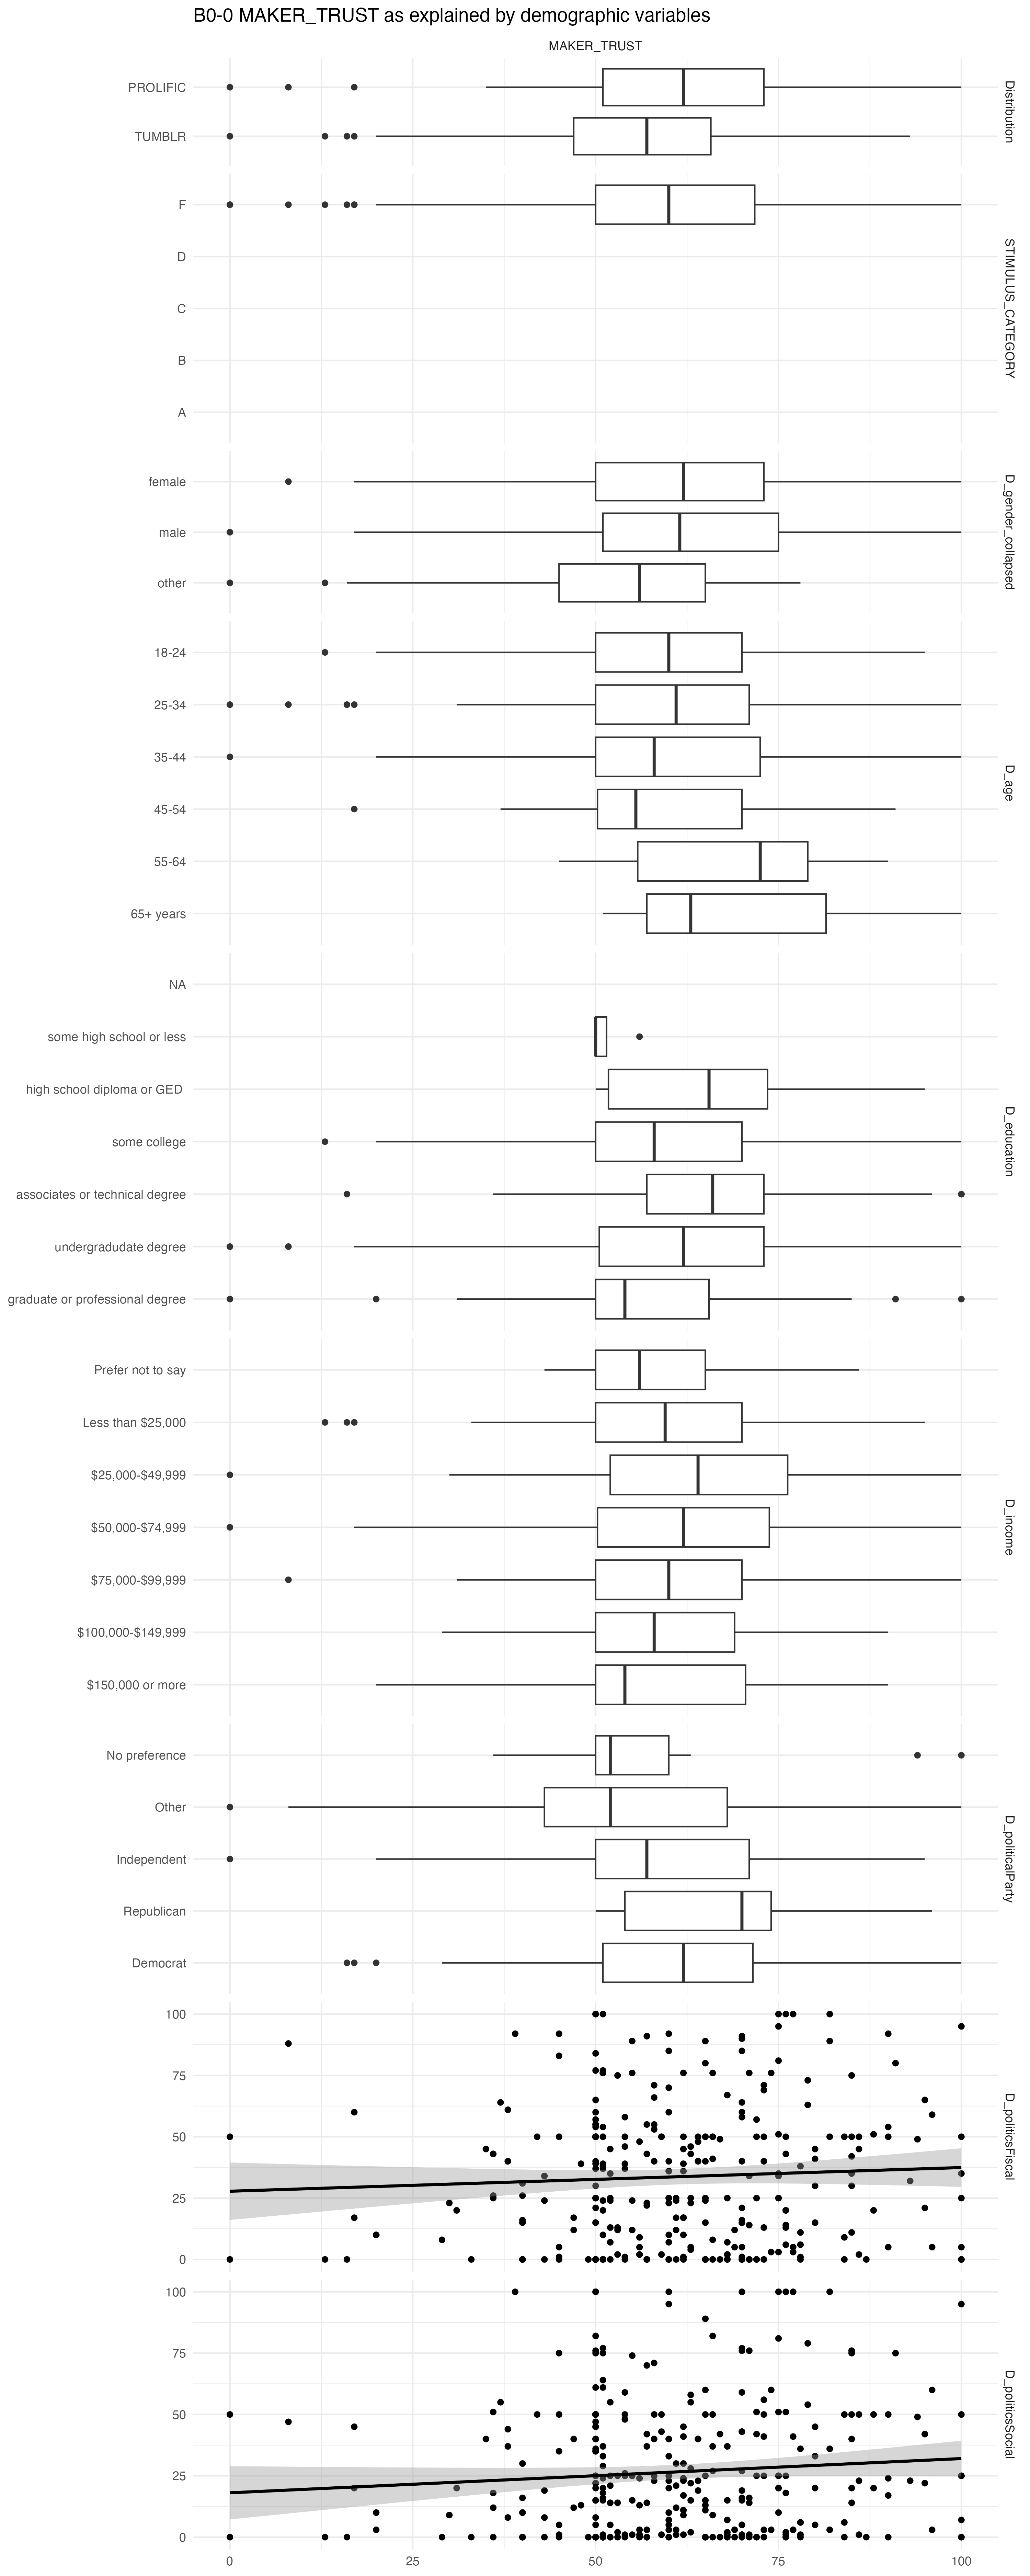 B0-0 MAKER_TRUST as explained by demographic variables
MAKER_TRUST
PROLIFIC
TUMBLR
Distribution
F
D
C
B
A
STIMULUS_CATEGORY
female
male
other
D_gender_collapsed
18-24
25-34
35-44
45-54
55-64
65+ years
D_age
NA
some high school or less
high school diploma or GED
some college
associates or technical degree
undergradudate degree
graduate or professional degree
D_education
Prefer not to say
Less than $25,000
$25,000-$49,999
$50,000-$74,999
$75,000-$99,999
$100,000-$149,999
$150,000 or more
D_income
No preference
Other
Independent
Republican
Democrat
D_politicalParty
100
75
50
25
0
D_politicsFiscal
100
75
50
25
0
D_politicsSocial
0 25 50 75 100